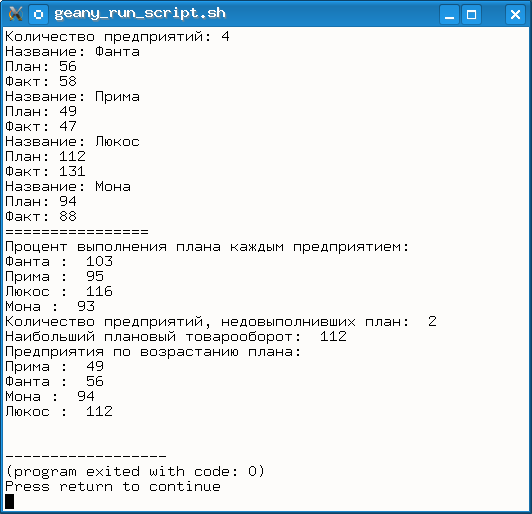 geany_run_script.sh
Количество предприятий: 4
Название: Фанта
План: 56
Факт: 58
Название: Прима
План: 49
Факт: 47
Название: Люкос
План: 112
Факт: 131
Название: Мона
План: 94
Факт: 88
================
Процент выполнения плана каждым предприятием:
Фанта :  103
Прима :  95
Люкос :  116
Мона :  93
Количество предприятий, недовыполнивших план:  2
Наибольший плановый товарооборот:  112
Предприятия по возрастанию плана:
Прима :  49
Фанта :  56
Мона :  94
Люкос :  112
------------------
(program exited with code: 0)
Press return to continue